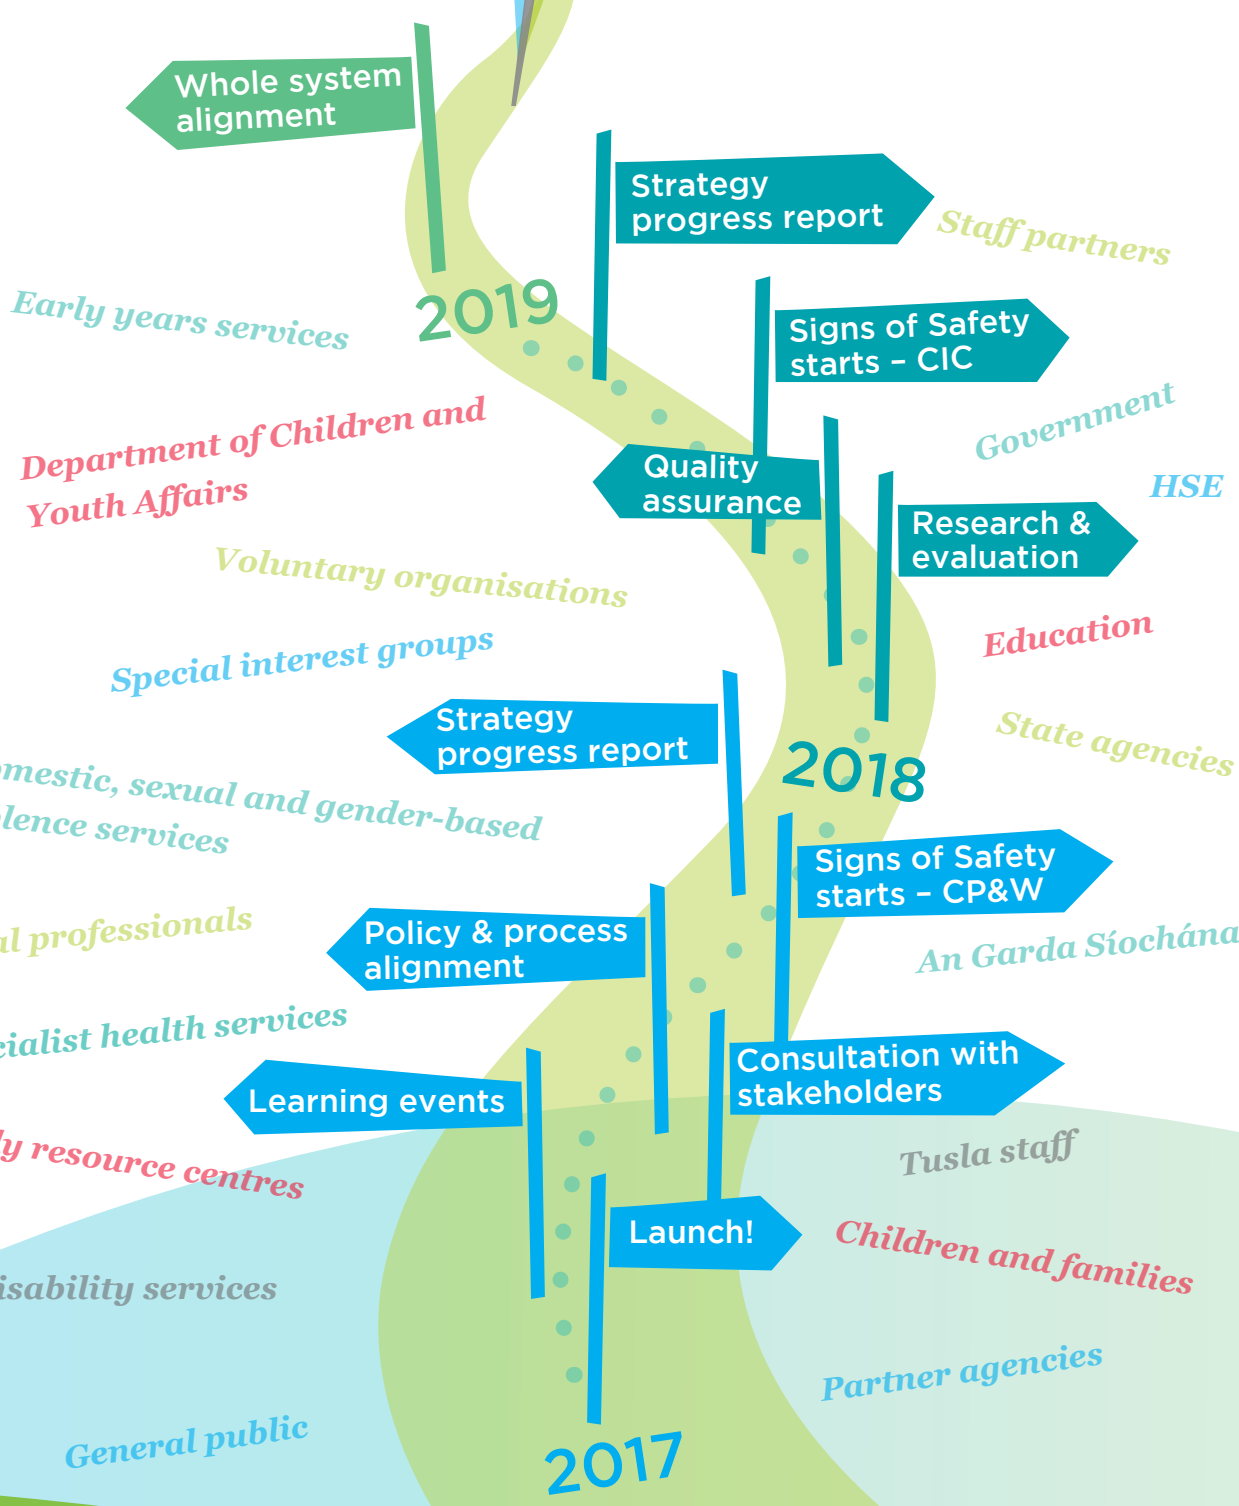 Whole system
alignment
Strategy
progress report
Staff partners
Early years services
2019
Signs of Safety
starts – CIC
Department of Children and
Youth Affairs
Government
Quality
assurance
HSE
Research &
evaluation
Voluntary organisations
Special interest groups
Education
Strategy
progress report
State agencies
2018
omestic, sexual and gender-based
lence services
Signs of Safety
starts – CP&W
al professionals
Policy & process
alignment
An Garda Síochána
cialist health services
Consultation with
stakeholders
Learning events
ly resource centres
Tusla staff
Launch!
Children and families
isability services
Partner agencies
General public
2017